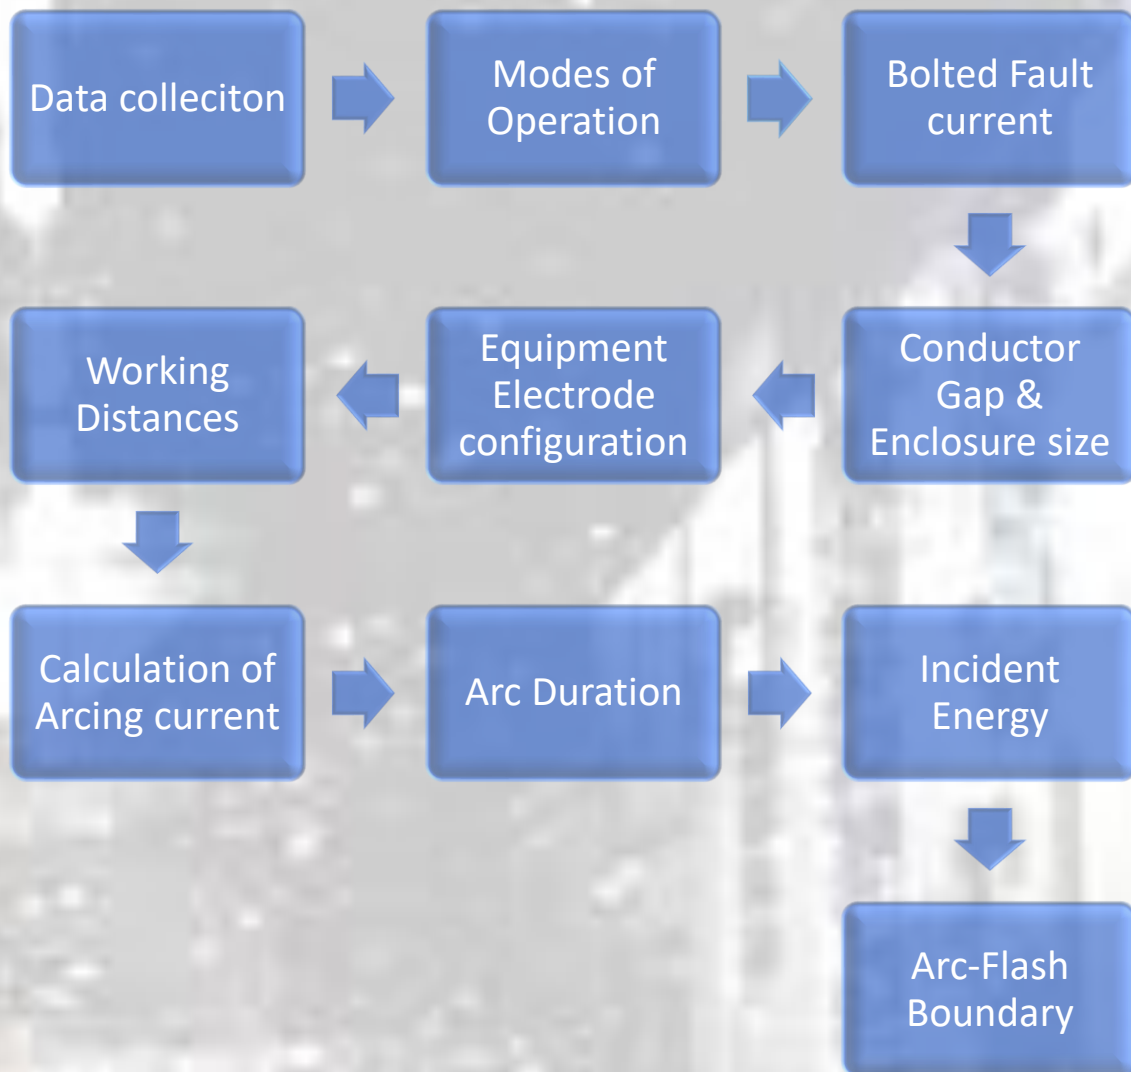 Data colleciton
Modes of
Operation
Bolted Fault
current
Conductor
Gap &
Enclosure size
Equipment
Electrode
configuration
Working
Distances
Calculation of
Arcing current
Arc Duration
Incident
Energy
Arc-Flash
Boundary